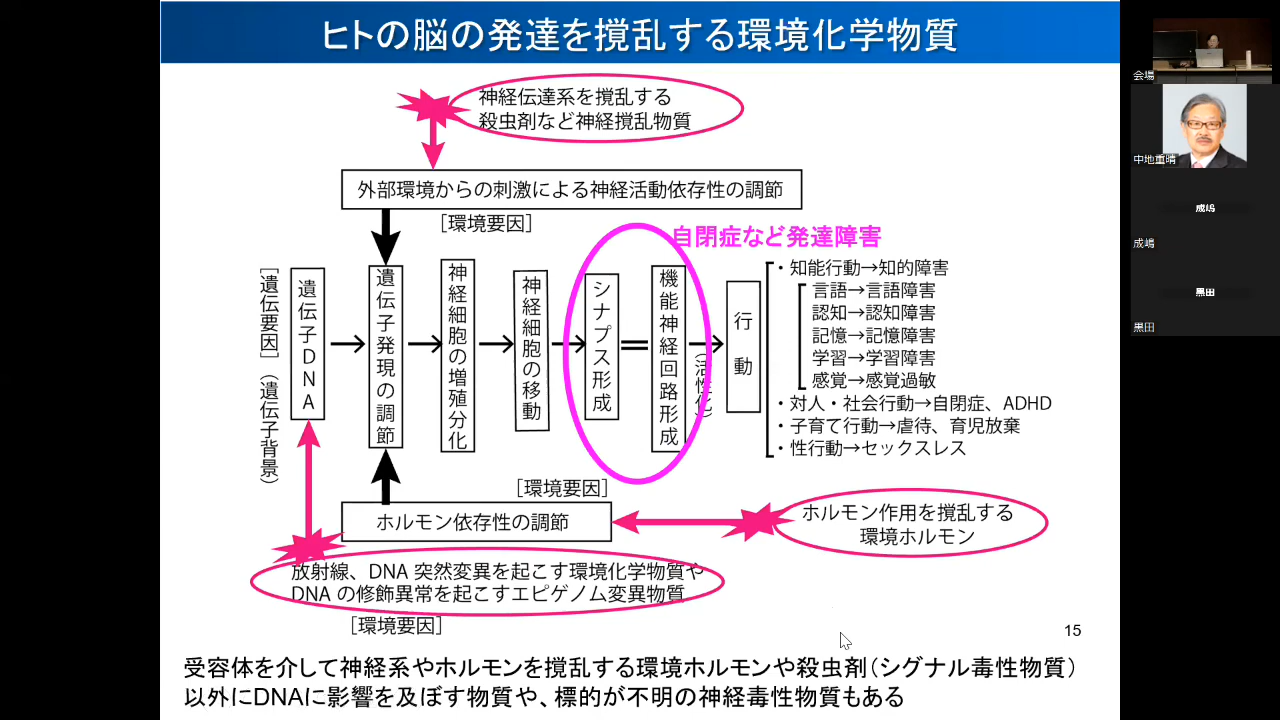 ヒトの脳の発達を撹乱する環境化学物質
神経伝達系を撹乱する
殺虫剤など神経撹乱物質
外部環境からの刺激による神経活動依存性の調節
［環境要因］
自閉症など発達障害
［遺伝要因］（遺伝子背景）
遺伝子DNA
遺伝子発現の調節
神経細胞の増殖分化
神経細胞の移動
シナプス形成
機能神経回路形成
（活性化）
行動
・知能行動→知的障害
言語→言語障害
認知→認知障害
記憶→記憶障害
学習→学習障害
感覚→感覚過敏
・対人・社会行動→自閉症、ADHD
・子育て行動→虐待、育児放棄
・性行動→セックスレス
［環境要因］
ホルモン依存性の調節
ホルモン作用を撹乱する
環境ホルモン
放射線、DNA 突然変異を起こす環境化学物質や
DNA の修飾異常を起こすエピゲノム変異物質
［環境要因］
15
受容体を介して神経系やホルモンを撹乱する環境ホルモンや殺虫剤（シグナル毒性物質）
以外にDNAに影響を及ぼす物質や、標的が不明の神経毒性物質もある
会場
中地重晴
成嶋
成嶋
黒田
黒田